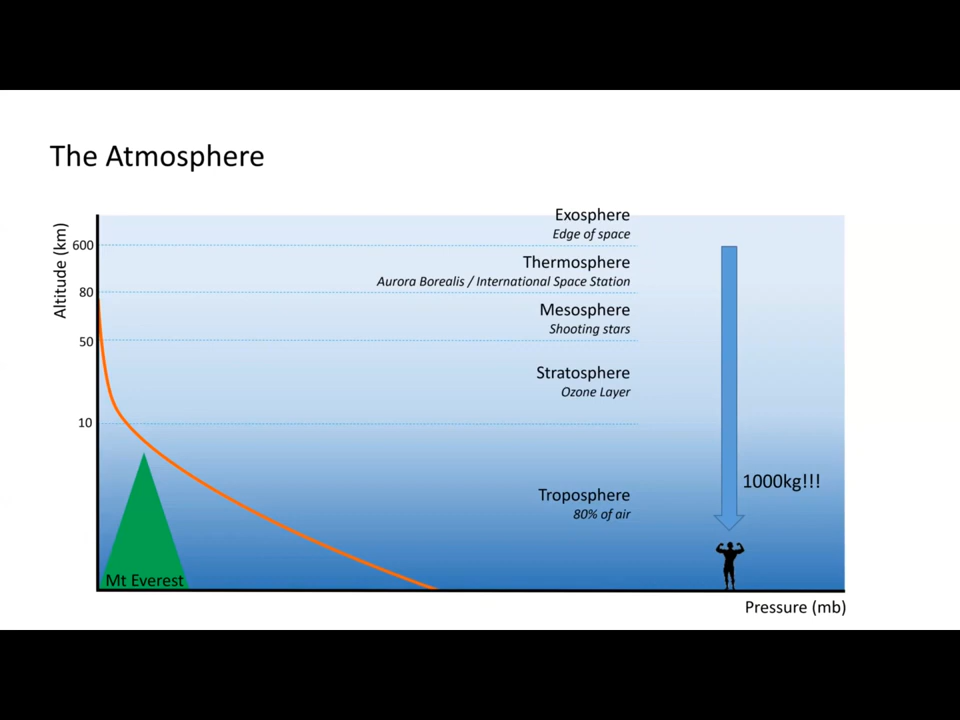 The Atmosphere
Altitude (km)
600
80
50
10
Exosphere
Edge of space
Thermosphere
Aurora Borealis / International Space Station
Mesosphere
Shooting stars
Stratosphere
Ozone Layer
Troposphere
80% of air
1000kg!!!
Mt Everest
Pressure (mb)